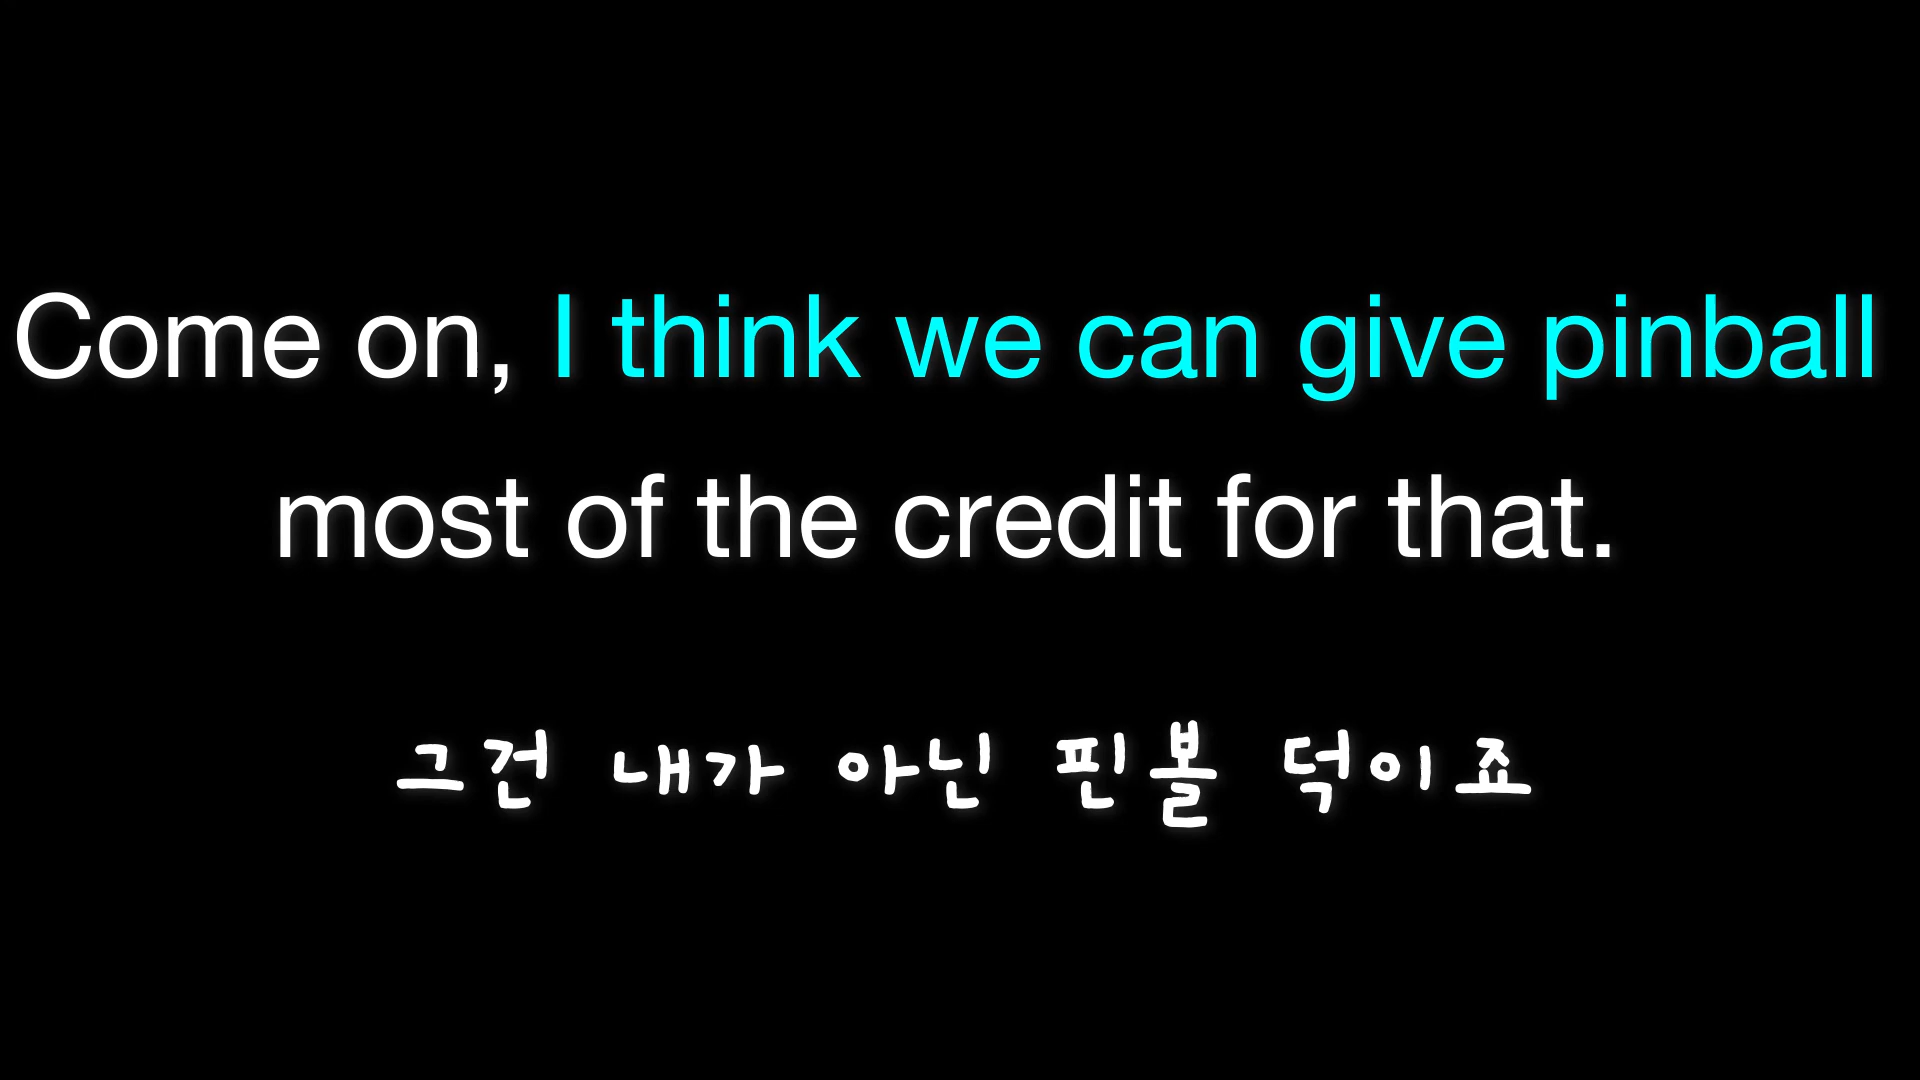 Come on, I think we can give pinball
most of the credit for that.
그건 내가 아닌 핀볼 덕이죠